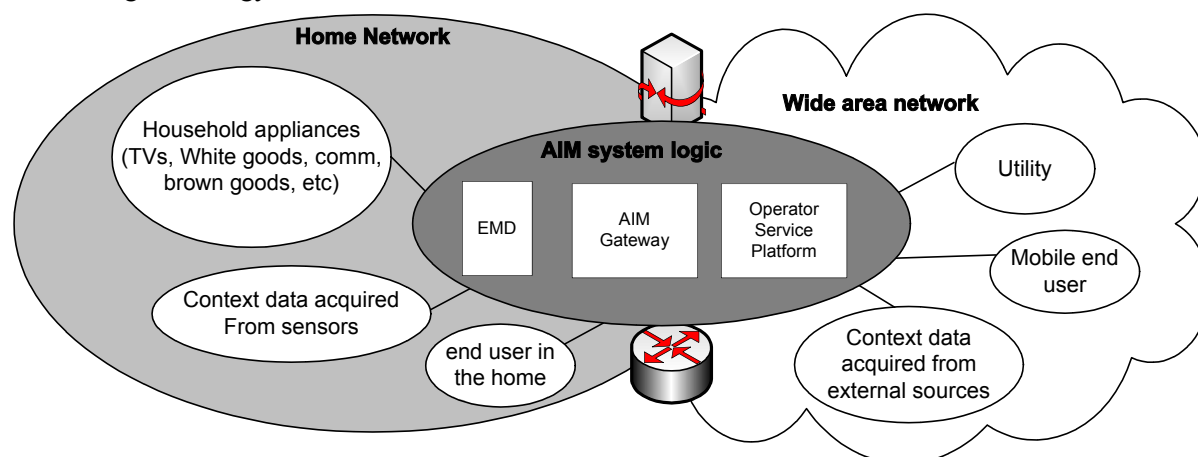 Home Network
Wide area network
Household appliances
(TVs, White goods, comm,
brown goods, etc)
AIM system logic
Utility
EMD
AIM
Gateway
Operator
Service
Platform
Mobile end
user
Context data acquired
From sensors
end user in
the home
Context data
acquired from
external sources